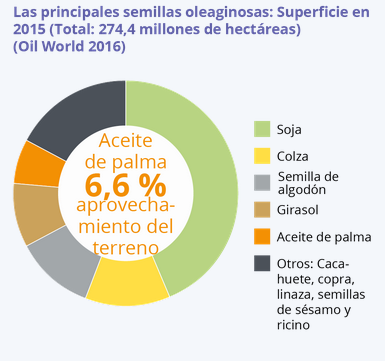 Las principales semillas oleaginosas: Superficie en
2015 (Total: 274,4 millones de hectáreas)
(Oil World 2016)
Aceite
de palma
6,6 %
aprovecha-
miento del
terreno
Soja
Colza
Semilla de
algodón
Girasol
Aceite de palma
Otros: Caca-
huete, copra,
linaza, semillas
de sésamo y
ricino